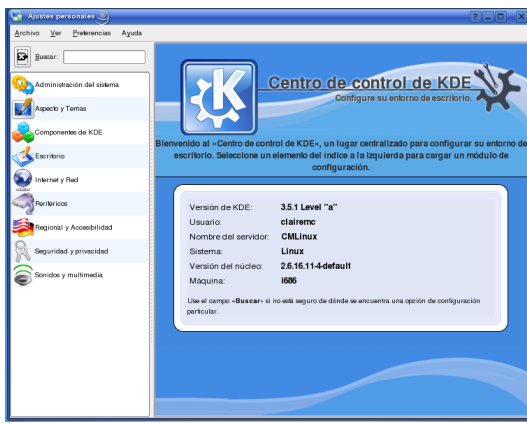 Ajustes personales
Archivo Ver Preferencias Ayuda
Buscar:
Administración del sistema
Aspecto y Temas
Componentes de KDE
Escritorio
Internet y Red
Periféricos
Regional y Accesibilidad
Seguridad y privacidad
Sonidos y multimedia
Centro de control de KDE
Configure su entorno de escritorio.
Bienvenido al «Centro de control de KDE», un lugar centralizado para configurar su entorno de
escritorio. Seleccione un elemento del índice a la izquierda para cargar un módulo de
configuración.
Versión de KDE: 3.5.1 Level "a"
Usuario: clairemc
Nombre del servidor: CMLinux
Sistema: Linux
Versión del núcleo: 2.6.16.11-4-default
Máquina: i686
Use el campo «Buscar» si no está seguro de dónde se encuentra una opción de configuración
particular.